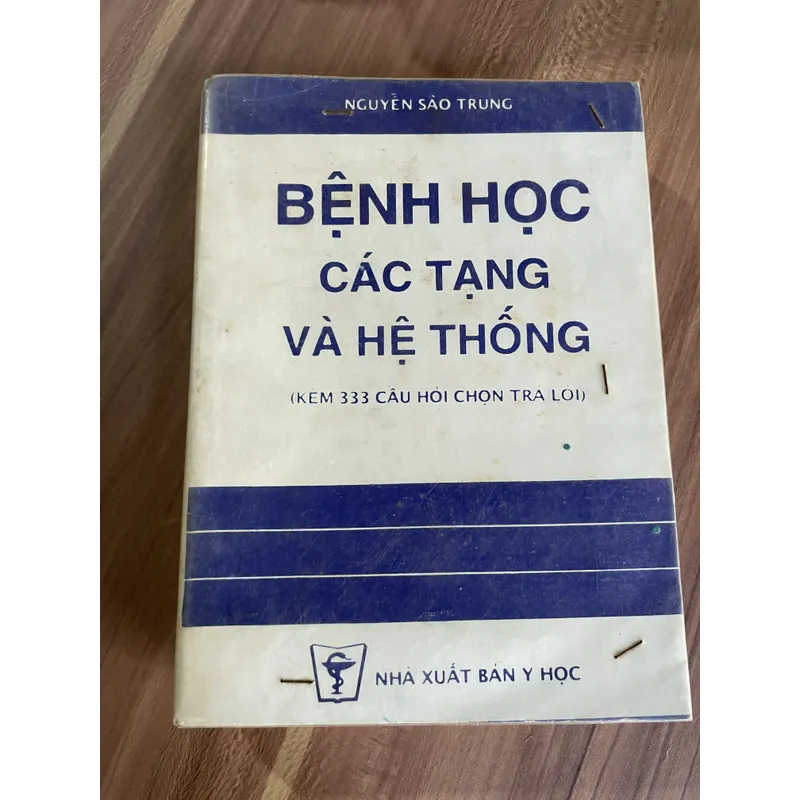 NGUYỄN SÀO TRUNG
BỆNH HỌC
CÁC TẠNG
VÀ HỆ THỐNG
(KÈM 333 CÂU HỎI CHỌN TRẢ LỜI)
NHÀ XUẤT BẢN Y HỌC